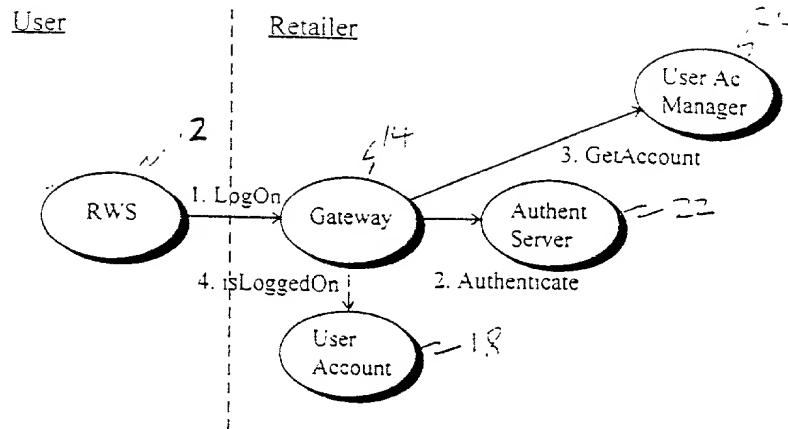 User
Retailer
User Ac
Manager
14
3. GetAccount
2
1. LogOn
RWS
Gateway
Authent
Server
22
4. isLoggedOn
2. Authenticate
User
Account
18